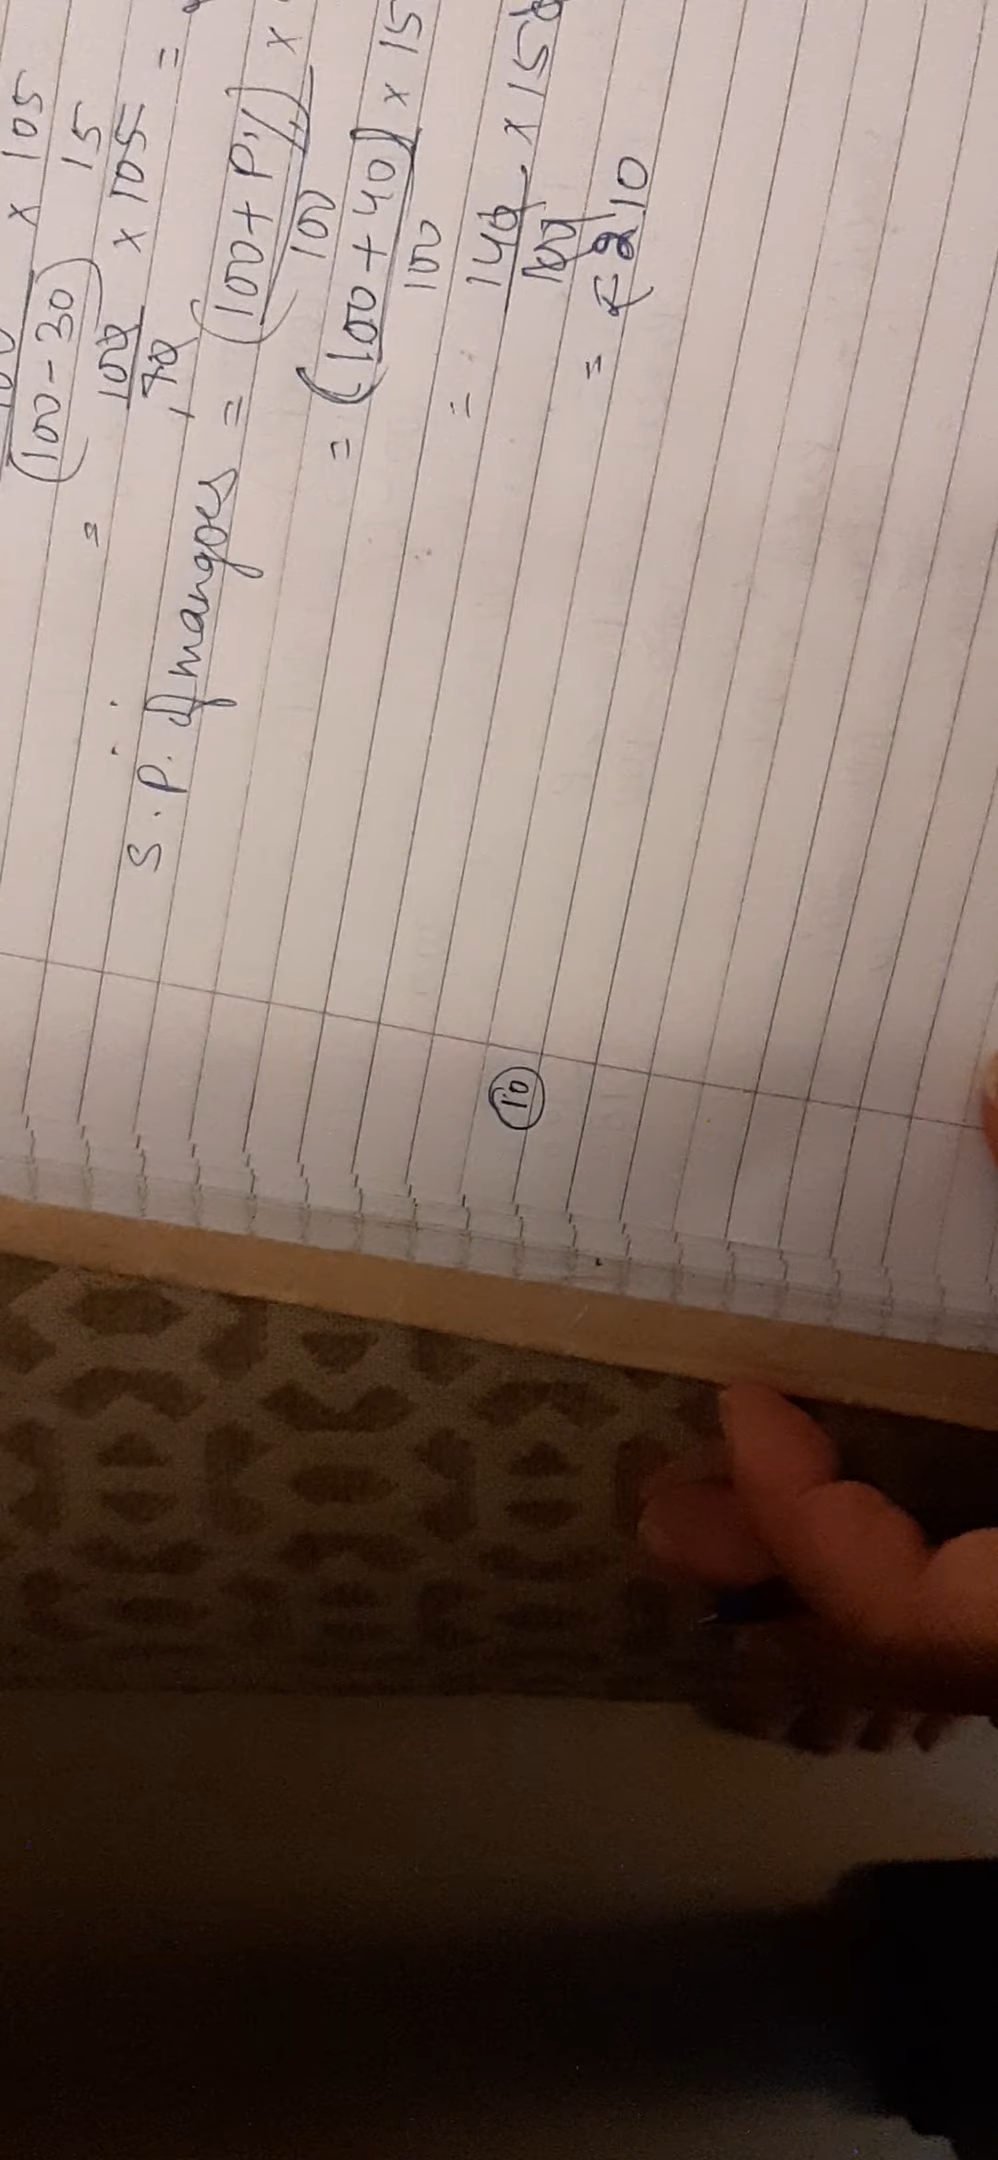 × 105
(100-30)
15
= 100 × 105 =
70
S.P. of mangoes = (100+P%) ×
100
= (100+40) × 15
100
= 140 × 150
100
= ₹210
10